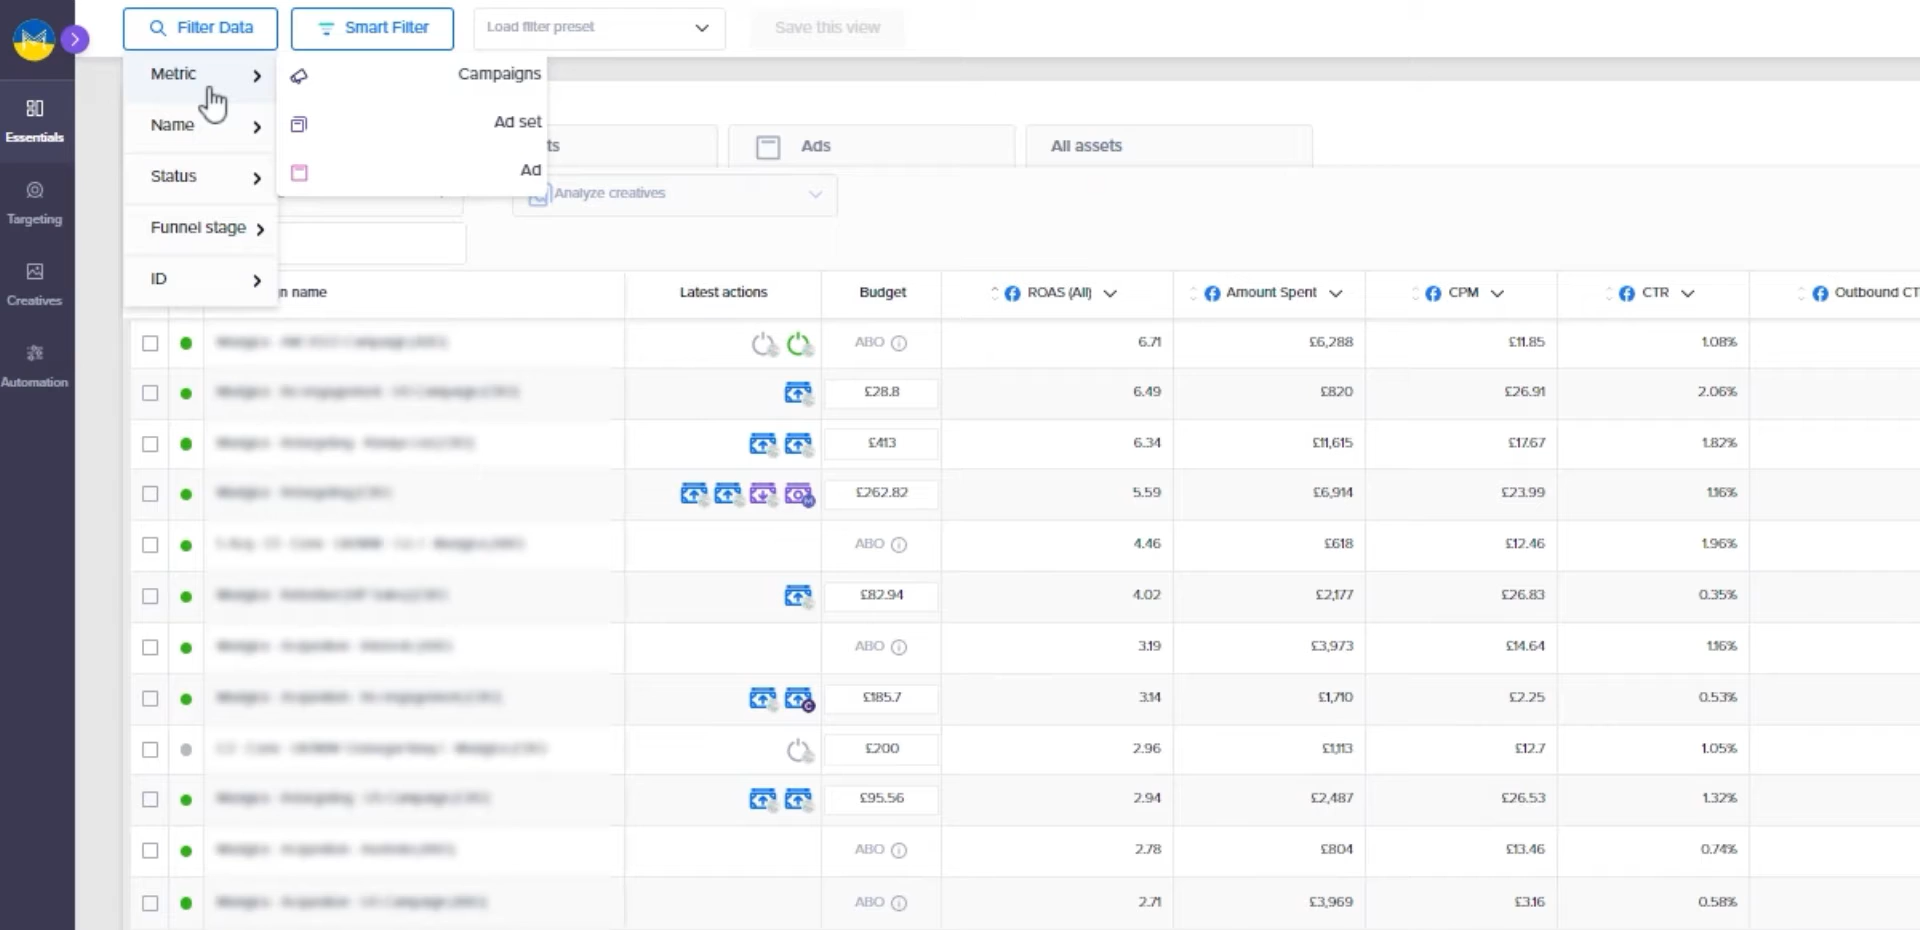 Filter Data
Smart Filter
Load filter preset
Save this view
Metric
Name
Status
Funnel stage
ID
Campaigns
Ad set
Ad
ts
Ads
All assets
Analyze creatives
Essentials
Targeting
Creatives
Automation
n name Latest actions Budget ROAS (All) Amount Spent CPM CTR Outbound CT
ABO 6.71 £6,288 £11.85 1.08%
£28.8 6.49 £820 £26.91 2.06%
£413 6.34 £11,615 £17.67 1.82%
£262.82 5.59 £6,914 £23.99 1.16%
ABO 4.46 £618 £12.46 1.96%
£82.94 4.02 £2,177 £26.83 0.35%
ABO 3.19 £3,973 £14.64 1.16%
£185.7 3.14 £1,710 £2.25 0.53%
£200 2.96 £1,113 £12.7 1.05%
£95.56 2.94 £2,487 £26.53 1.32%
ABO 2.78 £804 £13.46 0.74%
ABO 2.71 £3,969 £3.16 0.58%